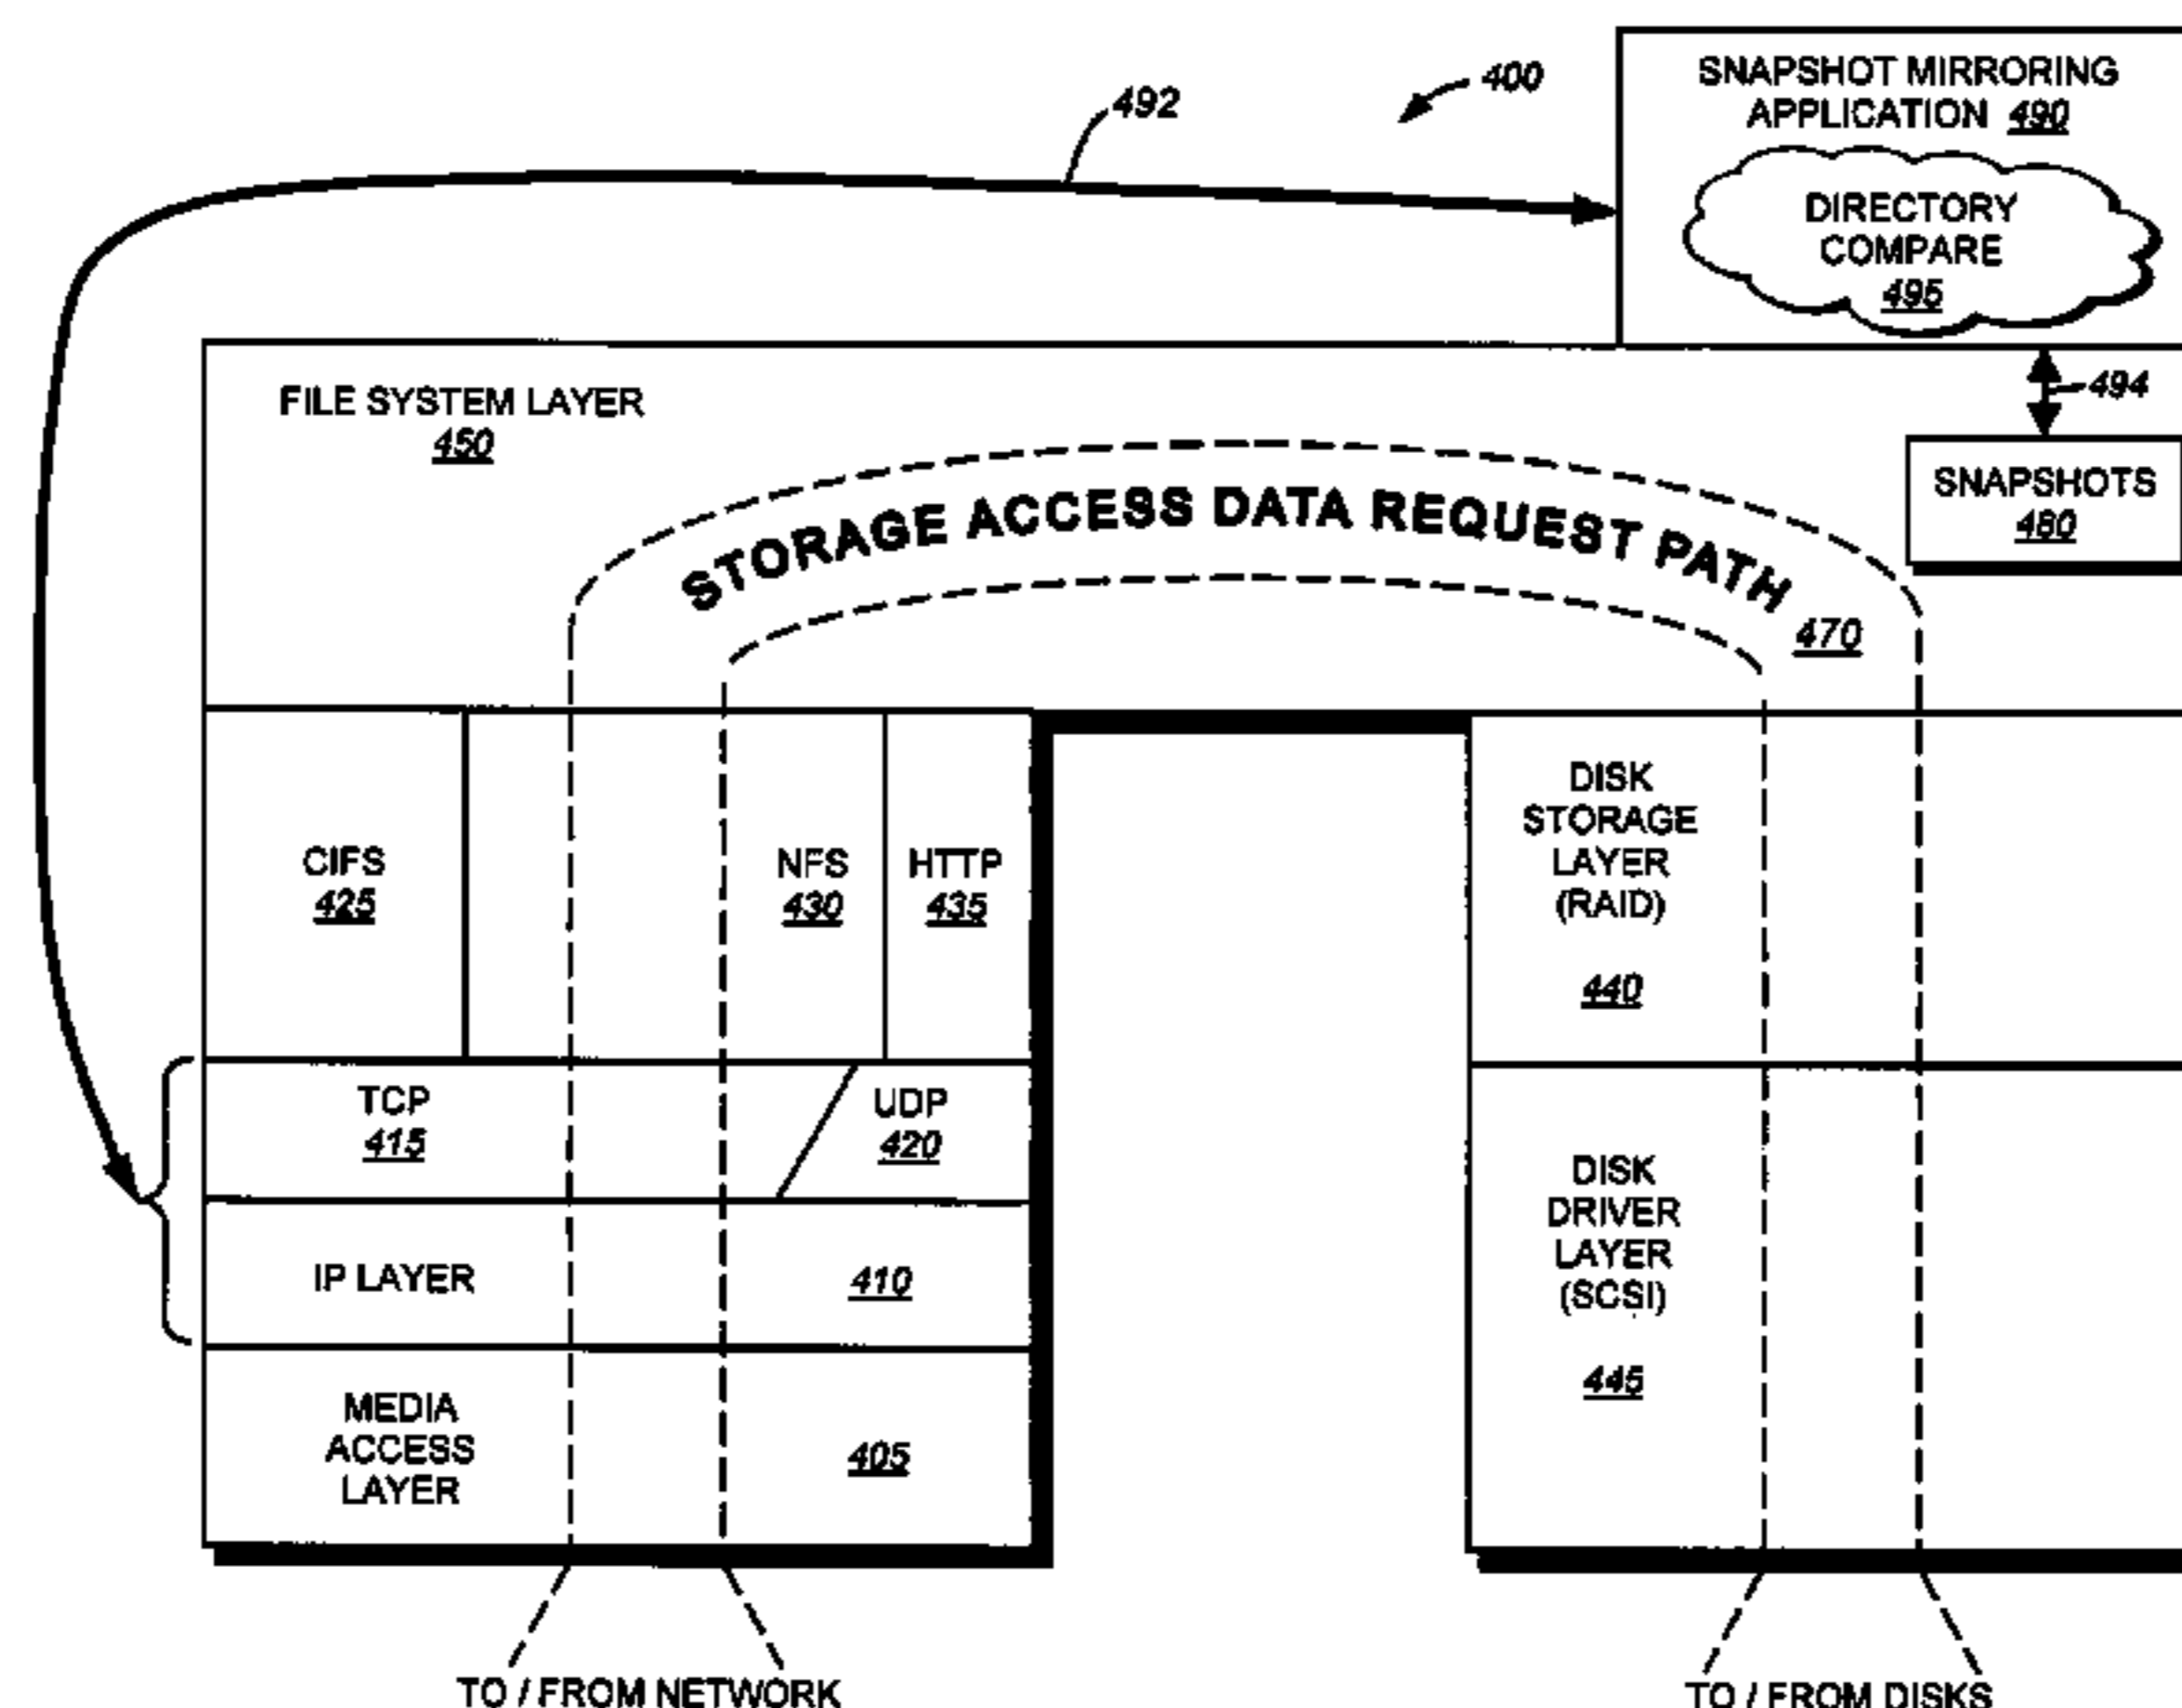 400
492
SNAPSHOT MIRRORING
APPLICATION 490
DIRECTORY
COMPARE
495
494
FILE SYSTEM LAYER
450
SNAPSHOTS
480
STORAGE ACCESS DATA REQUEST PATH
470
CIFS
425
NFS
430
HTTP
435
DISK
STORAGE
LAYER
(RAID)
440
TCP
415
UDP
420
IP LAYER 410
DISK
DRIVER
LAYER
(SCSI)
445
MEDIA
ACCESS
LAYER
405
TO / FROM NETWORK
TO / FROM DISKS